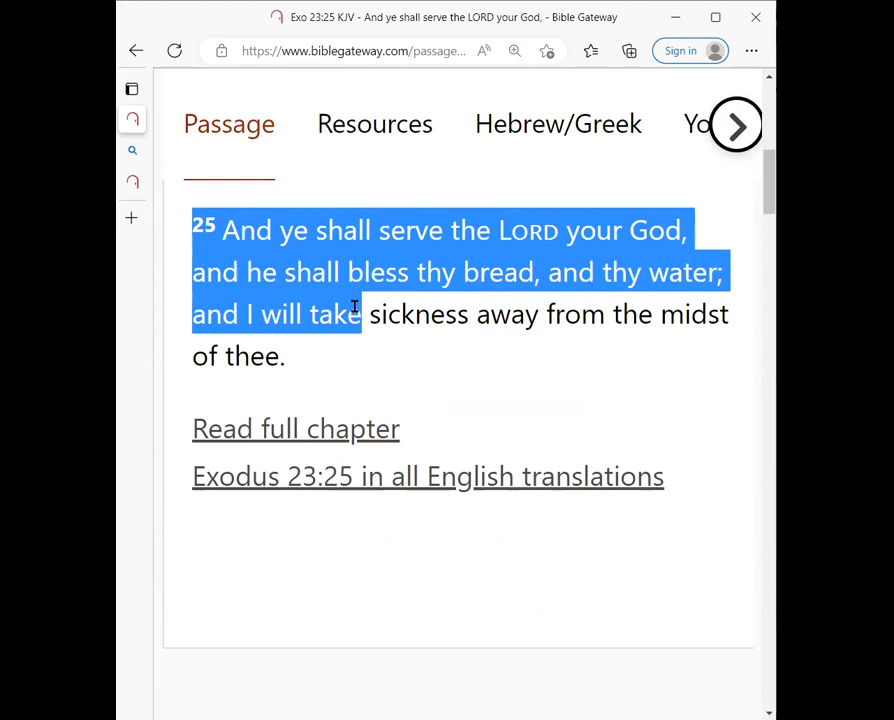 Exo 23:25 KJV - And ye shall serve the LORD your God, - Bible Gateway
https://www.biblegateway.com/passage...
Sign in
Passage Resources Hebrew/Greek Yo
25 And ye shall serve the LORD your God,
and he shall bless thy bread, and thy water;
and I will take sickness away from the midst
of thee.
Read full chapter
Exodus 23:25 in all English translations